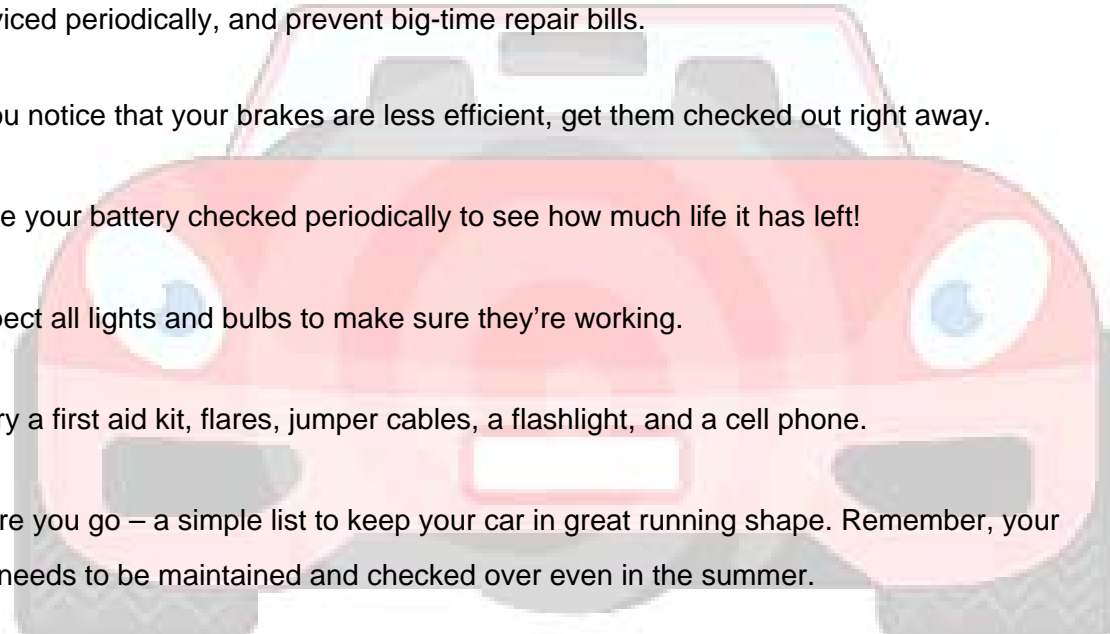 viced periodically, and prevent big-time repair bills.
ou notice that your brakes are less efficient, get them checked out right away.
e your battery checked periodically to see how much life it has left!
pect all lights and bulbs to make sure they’re working.
ry a first aid kit, flares, jumper cables, a flashlight, and a cell phone.
re you go – a simple list to keep your car in great running shape. Remember, your
needs to be maintained and checked over even in the summer.